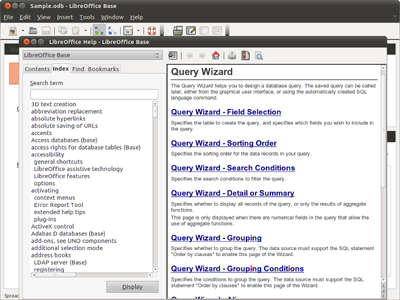 Sample.odb - LibreOffice Base
File Edit View Insert Tools Window Help
LibreOffice Help - LibreOffice Base
LibreOffice Base
Contents Index Find Bookmarks
Search term
3D text creation
abbreviation replacement
absolute hyperlinks
absolute saving of URLs
accents
Access databases (base)
access rights for database tables (Base)
accessibility
general shortcuts
LibreOffice assistive technology
LibreOffice features
options
activating
context menus
Error Report Tool
extended help tips
plug-ins
ActiveX control
Adabas D databases (base)
add-ons, see UNO components
additional selection mode
address books
LDAP server (Base)
registering
Display
Query Wizard
The Query Wizard helps you to design a database query. The saved query can be called
later, either from the graphical user interface, or using the automatically created SQL
language command.
Query Wizard - Field Selection
Specifies the table to create the query, and specifies which fields you wish to include in
the query.
Query Wizard - Sorting Order
Specifies the sorting order for the data records in your query.
Query Wizard - Search Conditions
Specifies the search conditions to filter the query.
Query Wizard - Detail or Summary
Specifies whether to display all records of the query, or only the results of aggregate
functions.
This page is only displayed when there are numerical fields in the query that allow the
use of aggregate functions.
Query Wizard - Grouping
Specifies whether to group the query. The data source must support the SQL statement
"Order by clauses" to enable this page of the Wizard.
Query Wizard - Grouping Conditions
Specifies the conditions to group the query. The data source must support the SQL
statement "Order by clauses" to enable this page of the Wizard.